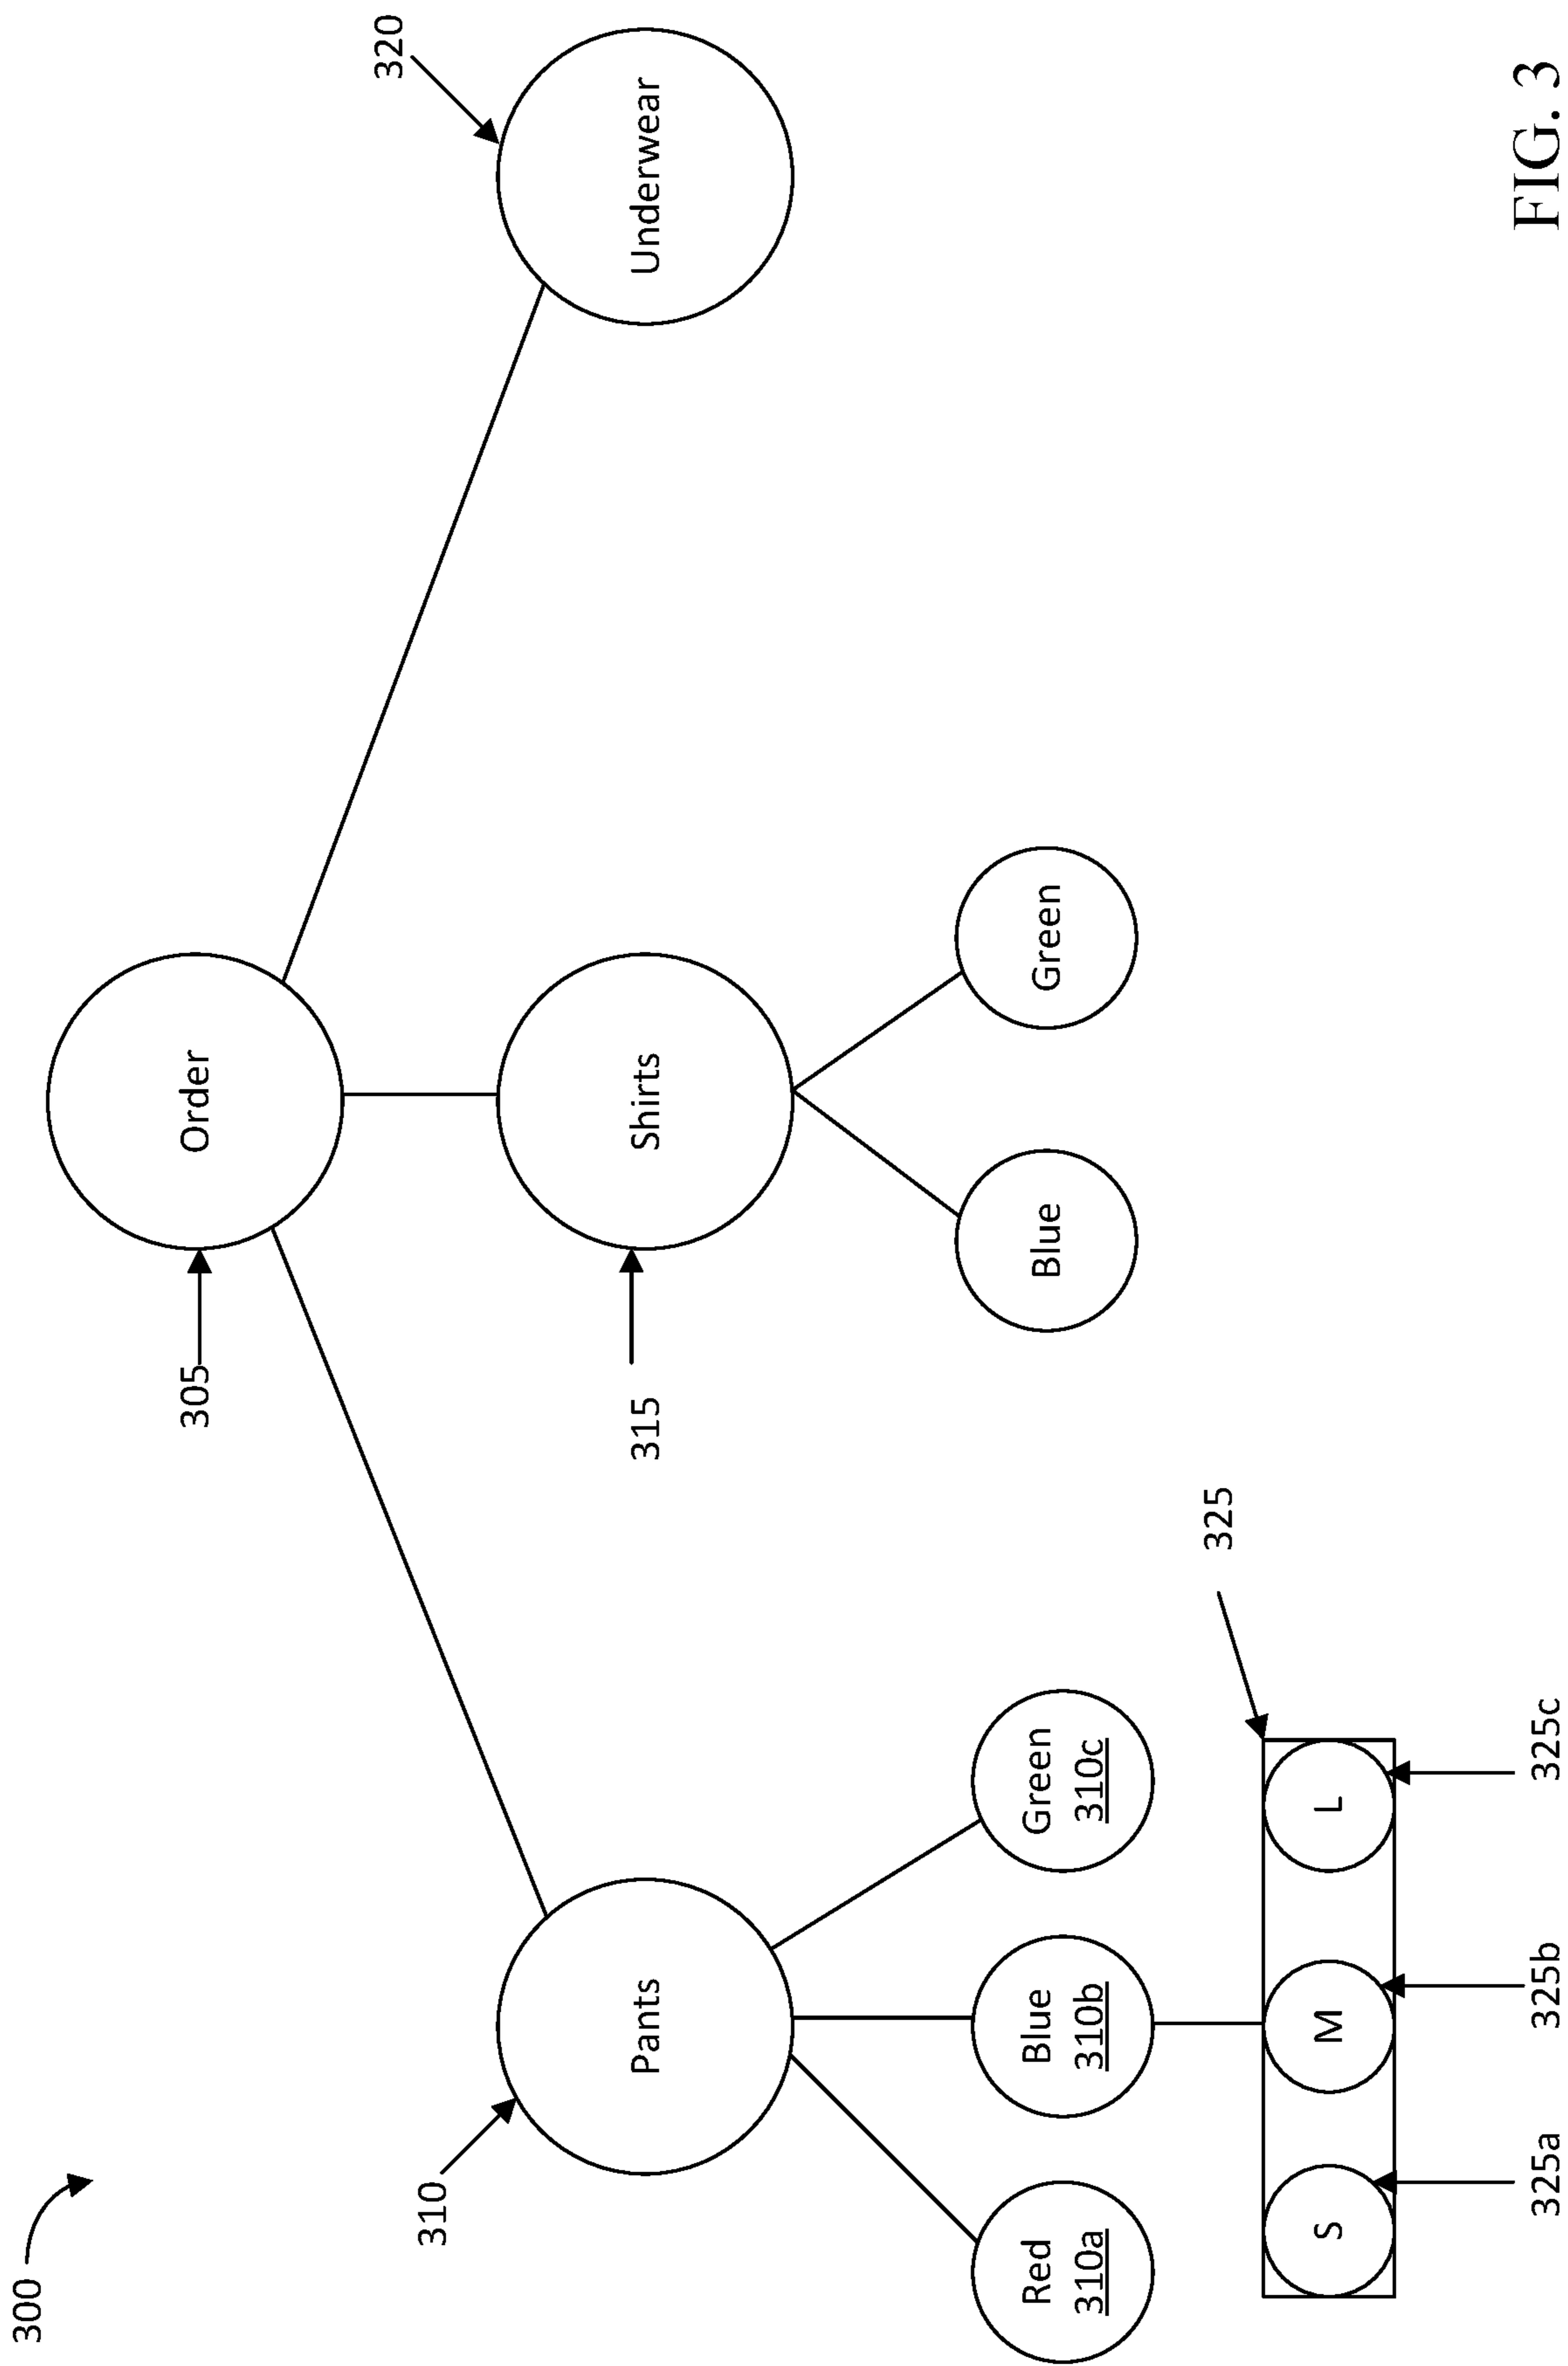 300
305
Order
320
310
Pants
315
Shirts
Underwear
Red
310a
Blue
310b
Green
310c
Blue
Green
325
S
M
L
325a
325b
325c
FIG. 3